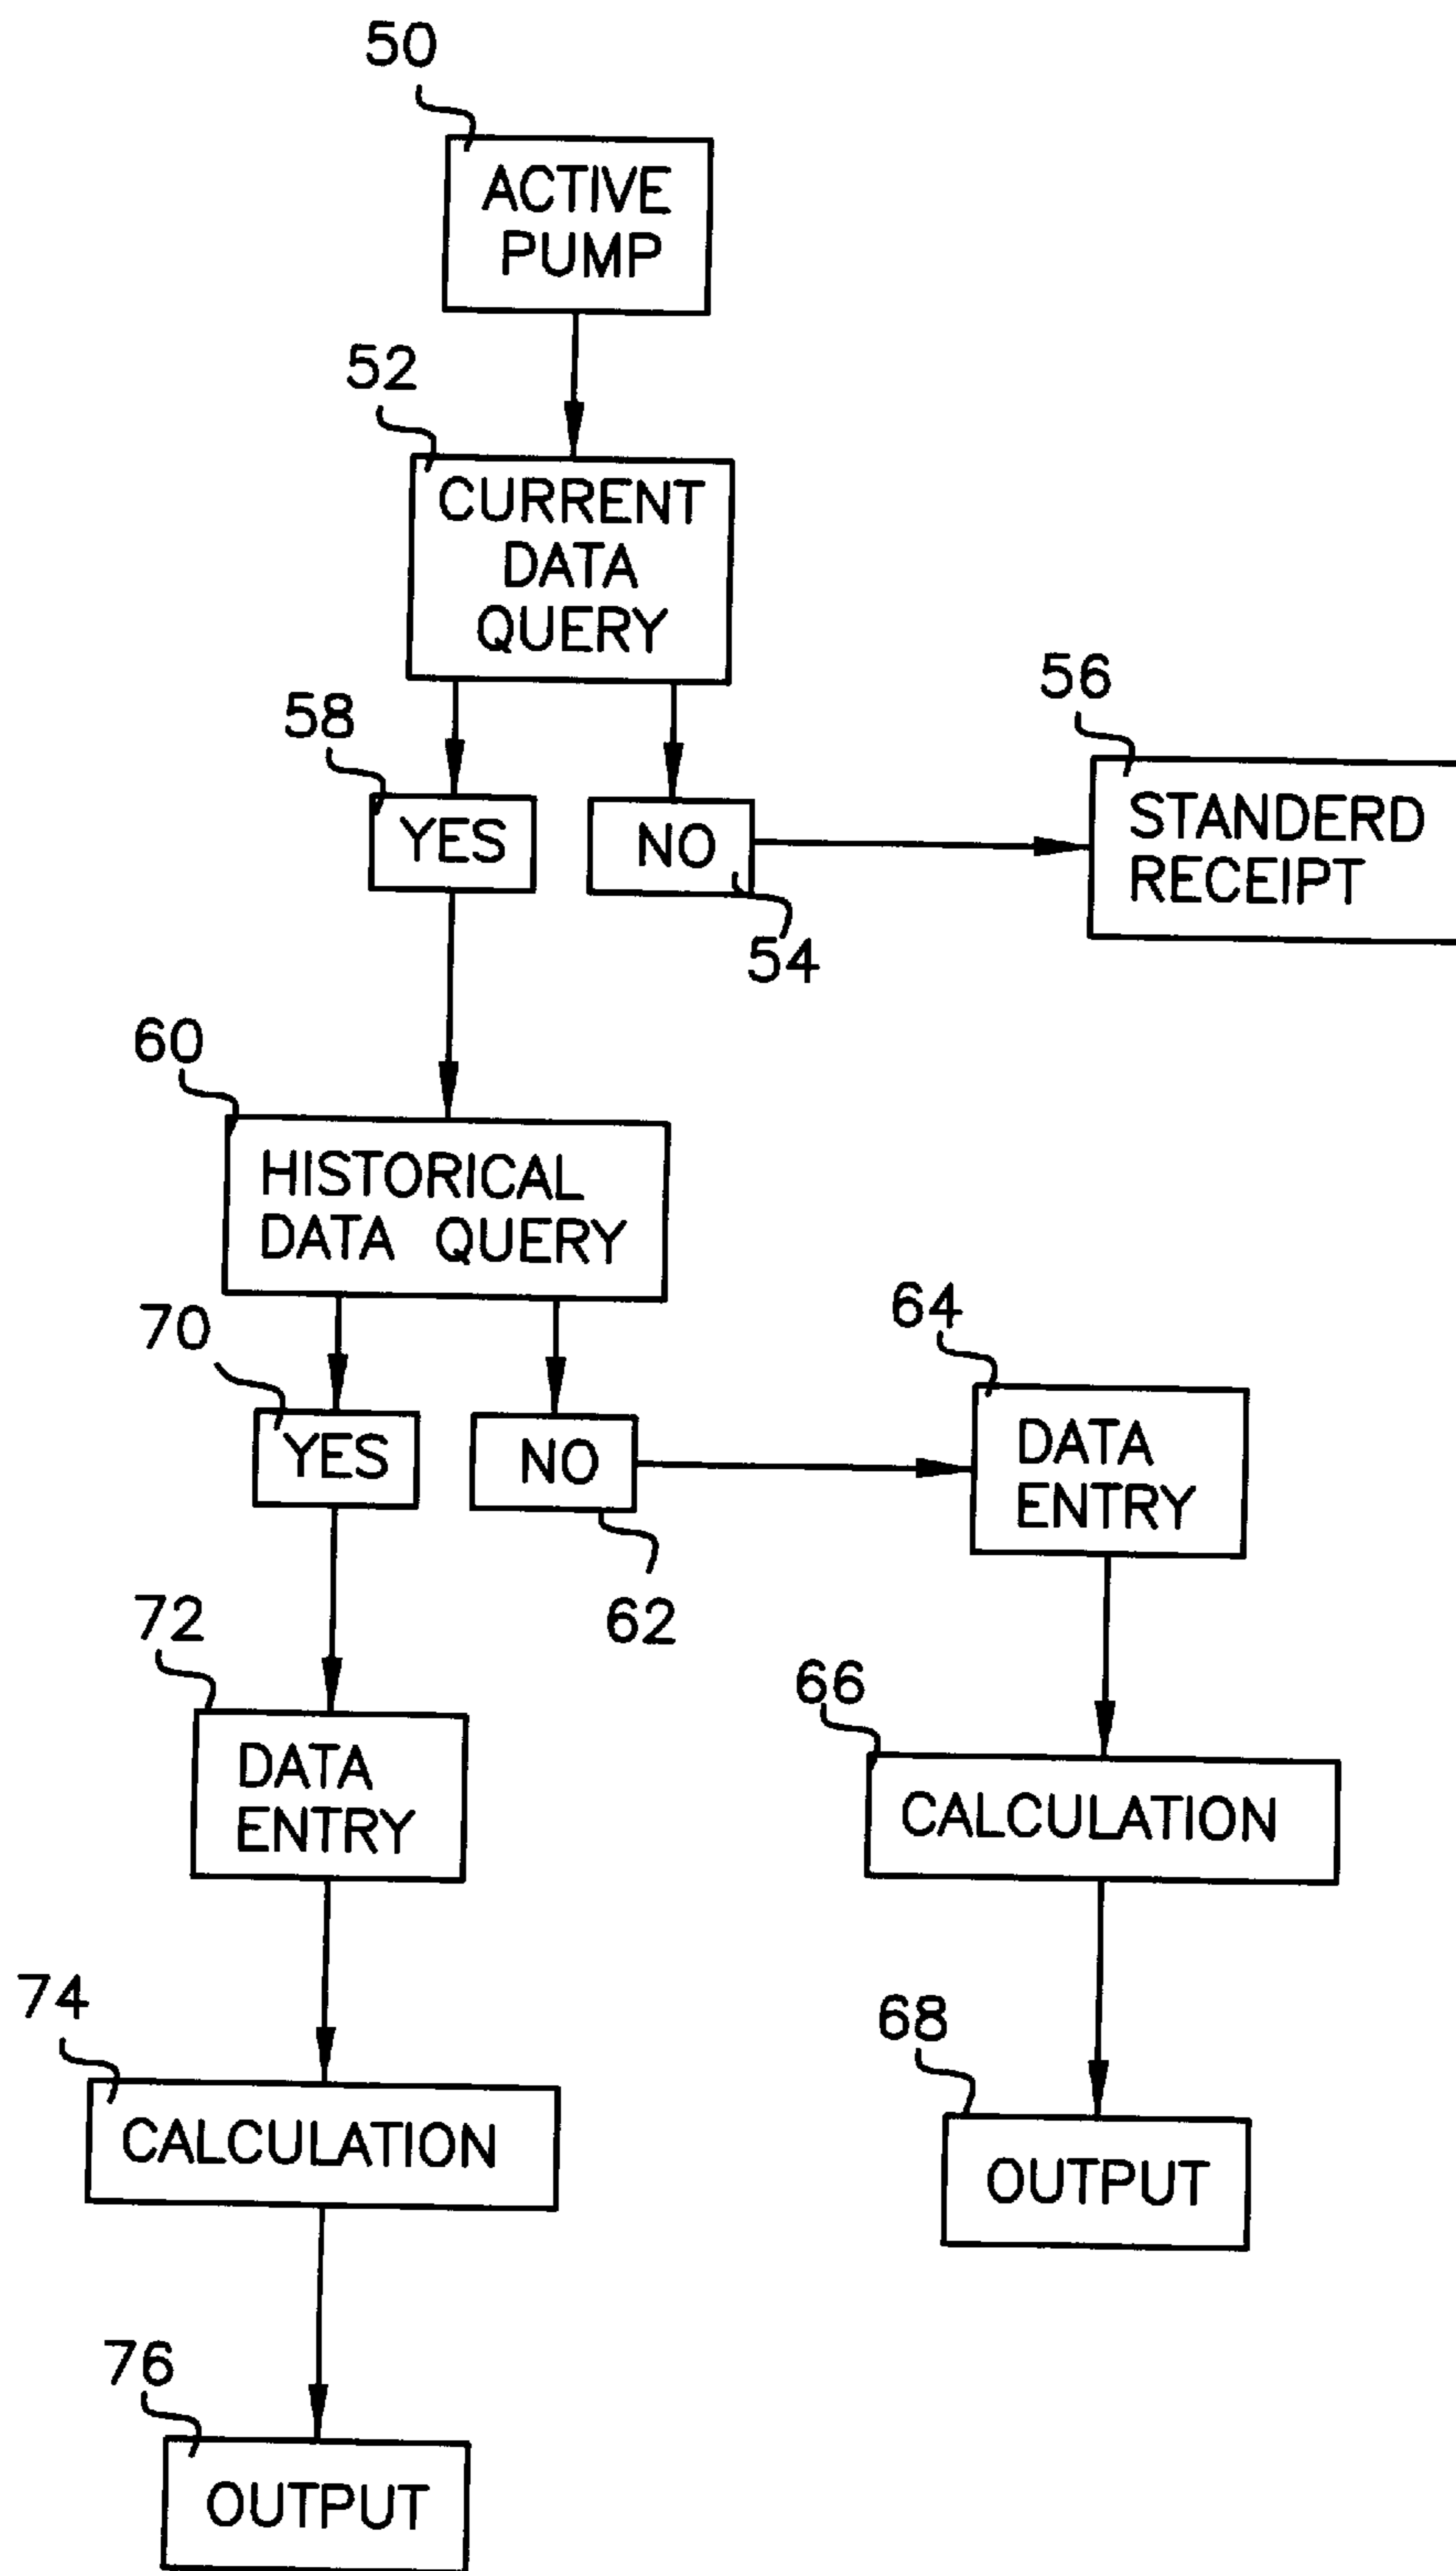 50
ACTIVE
PUMP
52
CURRENT
DATA
QUERY
58
YES
NO
54
56
STANDERD
RECEIPT
60
HISTORICAL
DATA QUERY
70
YES
NO
62
64
DATA
ENTRY
72
DATA
ENTRY
66
CALCULATION
74
CALCULATION
68
OUTPUT
76
OUTPUT